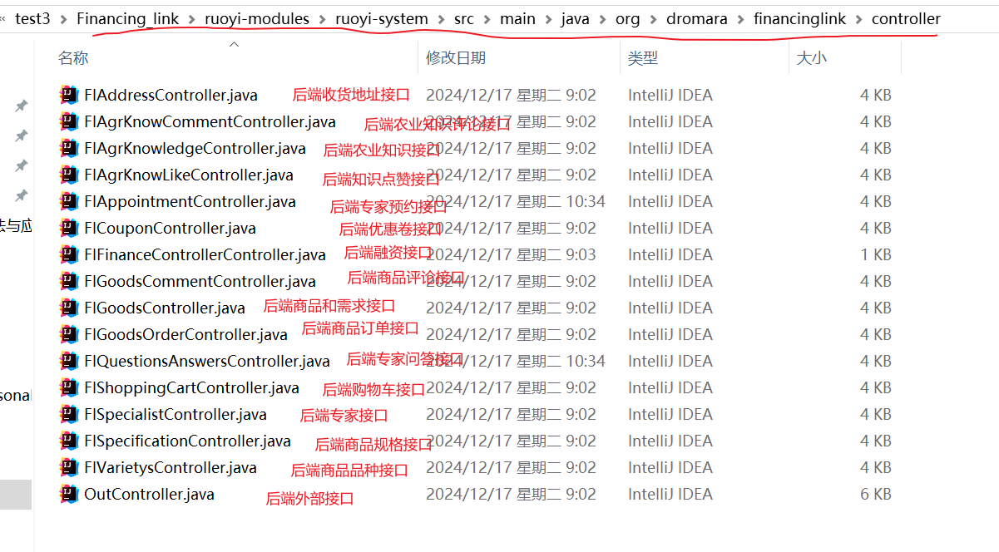 « test3 > Financing_link > ruoyi-modules > ruoyi-system > src > main > java > org > dromara > financinglink > controller
名称 修改日期 类型 大小
FlAddressController.java 后端收货地址接口 2024/12/17 星期二 9:02 IntelliJ IDEA 4 KB
FlAgrKnowCommentController.java 后端农业知识评论接口 2024/12/17 星期二 9:02 IntelliJ IDEA 4 KB
FlAgrKnowledgeController.java 后端农业知识接口 2024/12/17 星期二 9:02 IntelliJ IDEA 4 KB
FlAgrKnowLikeController.java 后端知识点赞接口 2024/12/17 星期二 9:02 IntelliJ IDEA 4 KB
FlAppointmentController.java 后端专家预约接口 2024/12/17 星期二 10:34 IntelliJ IDEA 4 KB
法与应
FlCouponController.java 后端优惠卷接口 2024/12/17 星期二 9:02 IntelliJ IDEA 4 KB
FlFinanceControllerController.java 后端融资接口 2024/12/17 星期二 9:03 IntelliJ IDEA 1 KB
FlGoodsCommentController.java 后端商品评论接口 2024/12/17 星期二 9:02 IntelliJ IDEA 4 KB
FlGoodsController.java 后端商品和需求接口 2024/12/17 星期二 9:02 IntelliJ IDEA 4 KB
FlGoodsOrderController.java 后端商品订单接口 2024/12/17 星期二 9:02 IntelliJ IDEA 4 KB
FlQuestionsAnswersController.java 后端专家问答接口 2024/12/17 星期二 10:34 IntelliJ IDEA 4 KB
FlShoppingCartController.java 后端购物车接口 2024/12/17 星期二 9:02 IntelliJ IDEA 4 KB
sonal
FlSpecialistController.java 后端专家接口 2024/12/17 星期二 9:02 IntelliJ IDEA 4 KB
FlSpecificationController.java 后端商品规格接口 2024/12/17 星期二 9:02 IntelliJ IDEA 4 KB
FlVarietysController.java 后端商品品种接口 2024/12/17 星期二 9:02 IntelliJ IDEA 4 KB
OutController.java 后端外部接口 2024/12/17 星期二 9:02 IntelliJ IDEA 6 KB